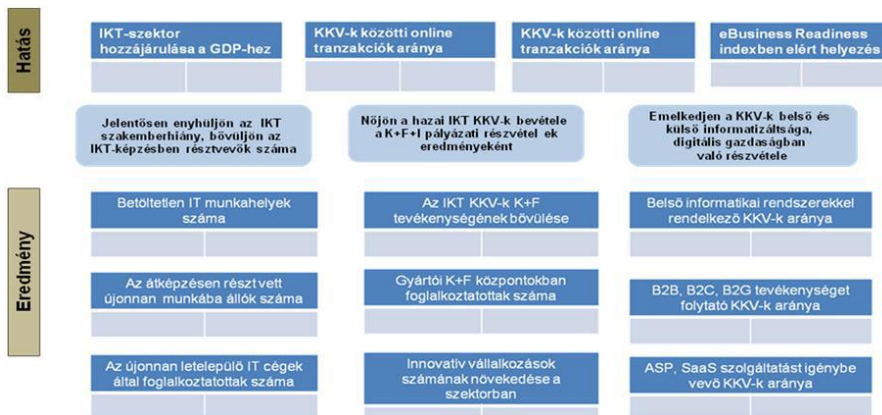 Hatás
IKT-szektor
hozzájárulása a GDP-hez
KKV-k közötti online
tranzakciók aránya
KKV-k közötti online
tranzakciók aránya
eBusiness Readiness
indexben elért helyezés
Jelentősen enyhüljön az IKT
szakemberhiány, bővüljön az
IKT-képzésben résztvevők száma
Nőjön a hazai IKT KKV-k bevétele
a K+F+I pályázati részvétel ek
eredményeként
Emelkedjen a KKV-k belső és
külső informatizáltsága,
digitális gazdaságban
való részvétele
Eredmény
Betöltetlen IT munkahelyek
száma
Az IKT KKV-k K+F
tevékenységének bővülése
Belső informatikai rendszerekkel
rendelkező KKV-k aránya
Az átképzésen részt vett
újonnan munkába állók száma
Gyártói K+F központokban
foglalkoztatottak száma
B2B, B2C, B2G tevékenységet
folytató KKV-k aránya
Az újonnan letelepülő IT cégek
által foglalkoztatottak száma
Innovatív vállalkozások
számának növekedése a
szektorban
ASP, SaaS szolgáltatást igénybe
vevő KKV-k aránya